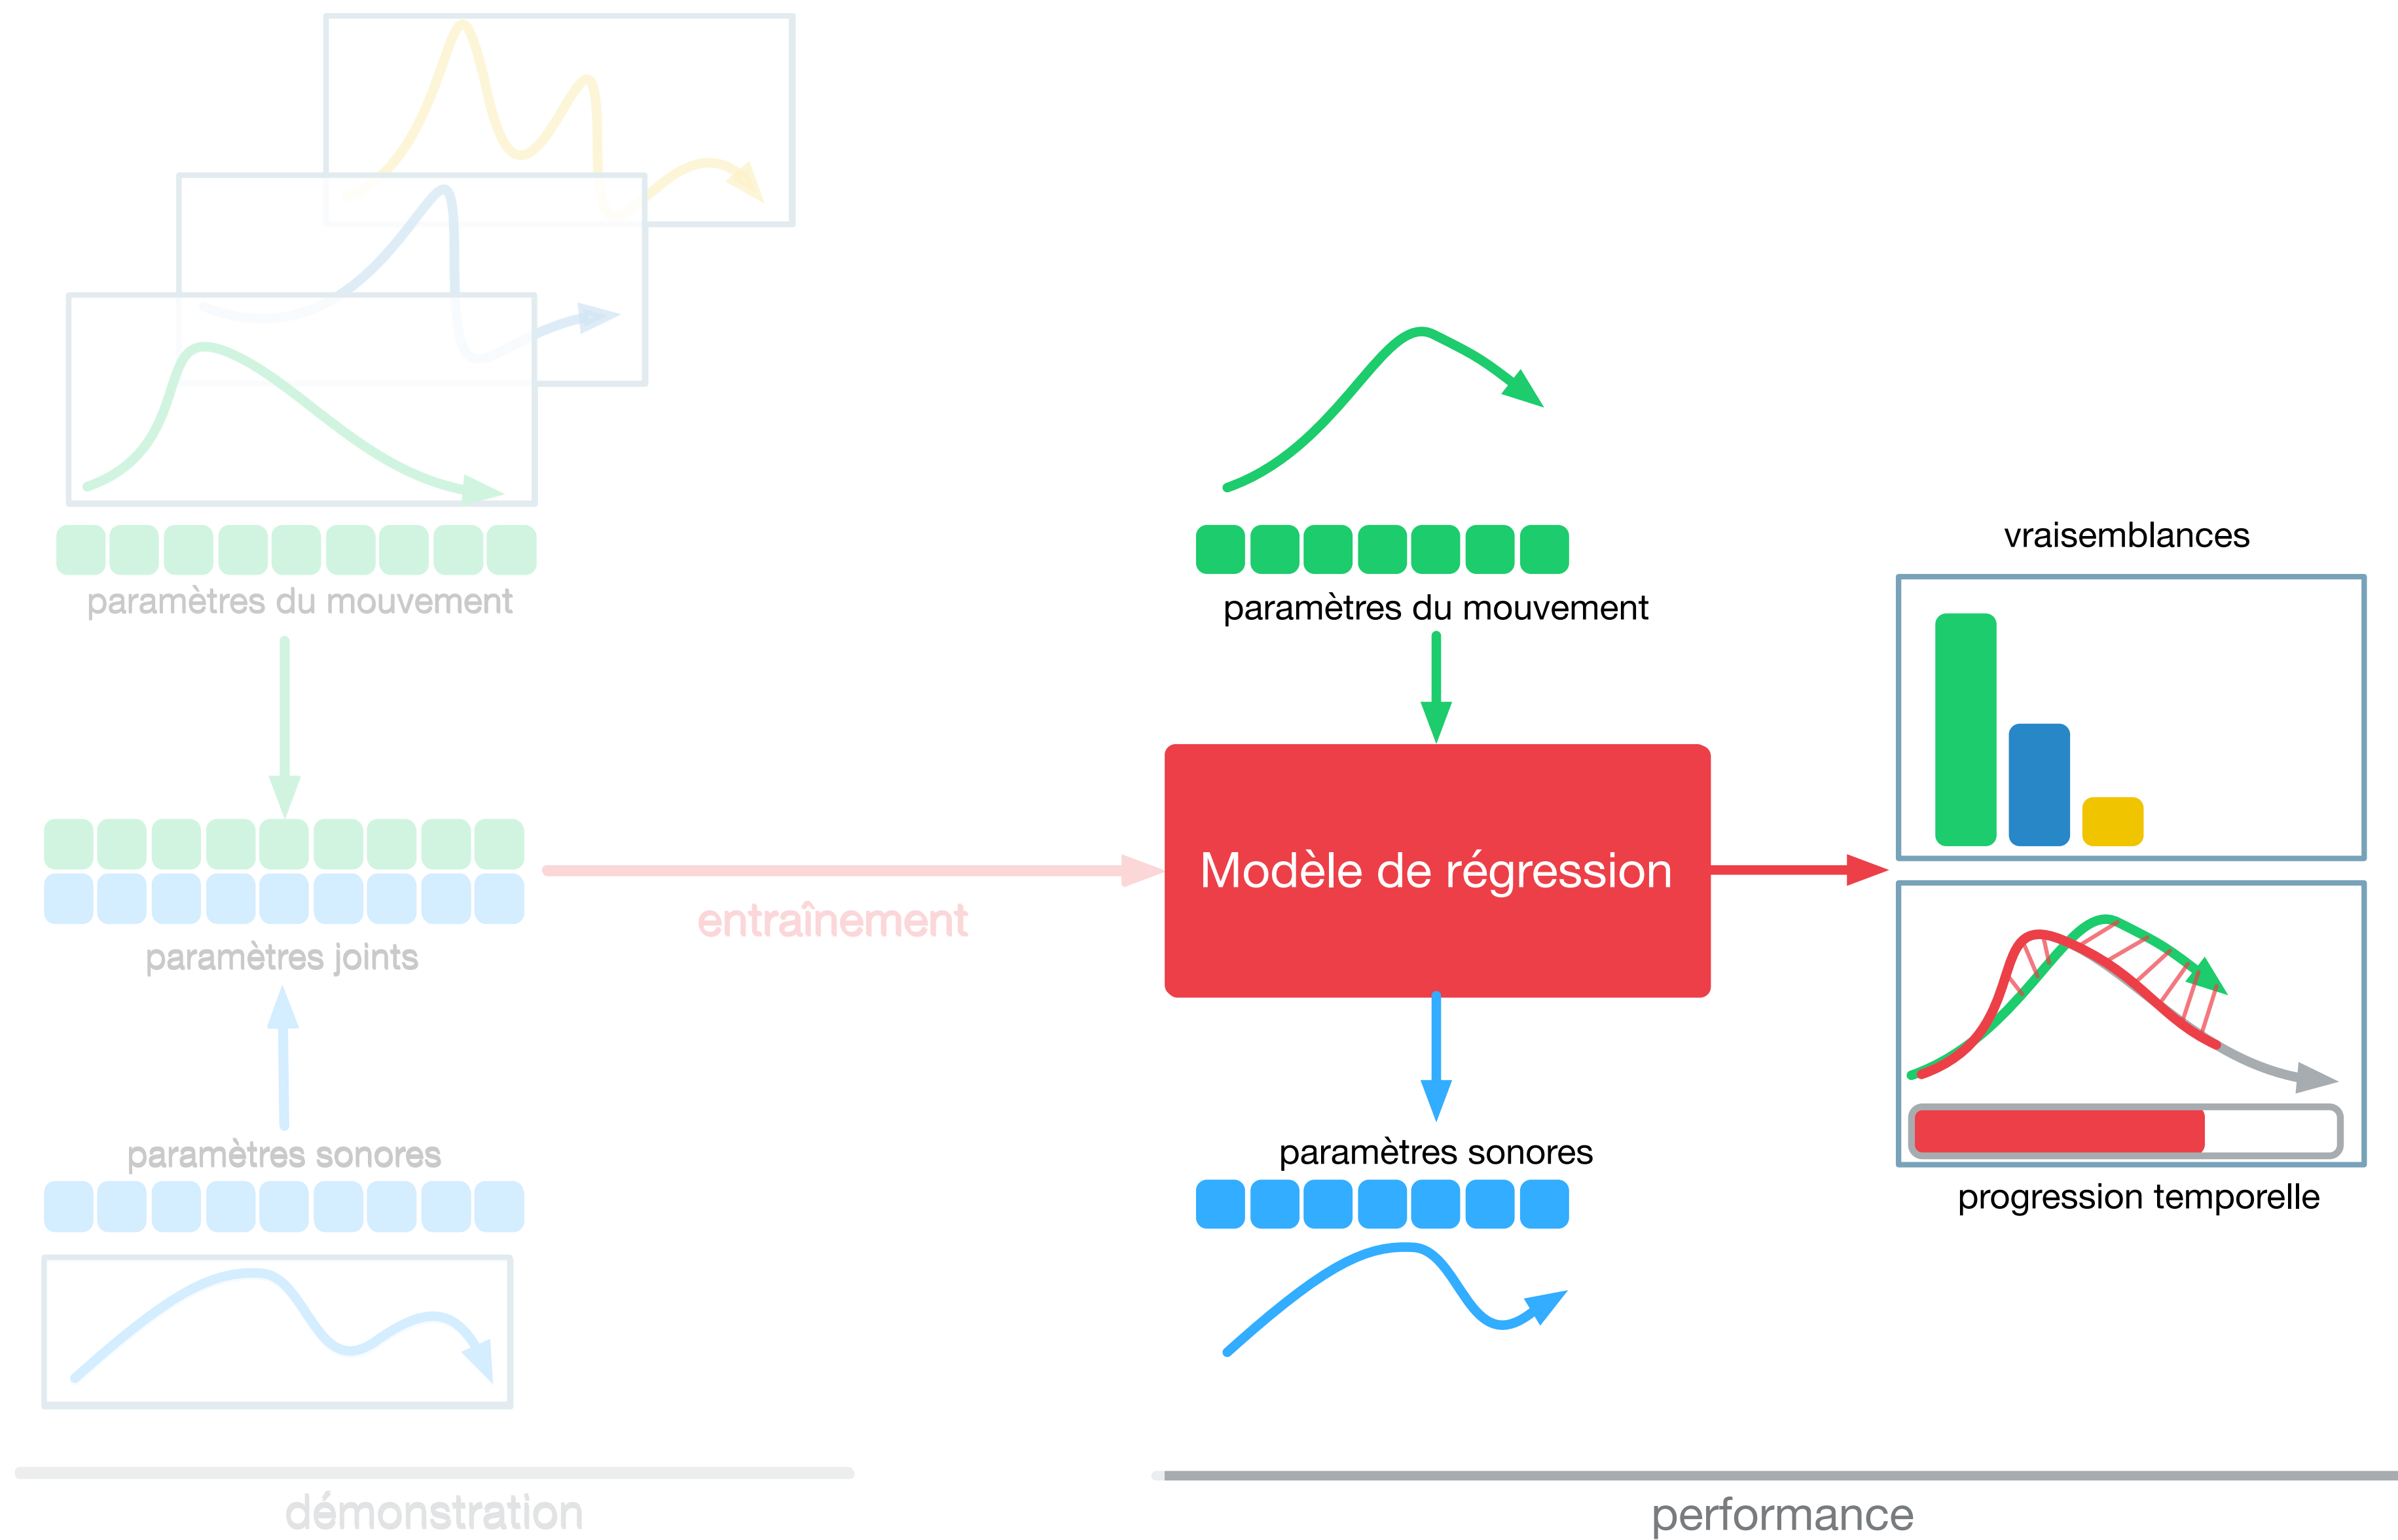 paramètres du mouvement
paramètres joints
paramètres sonores
démonstration
entraînement
paramètres du mouvement
Modèle de régression
paramètres sonores
vraisemblances
progression temporelle
performance